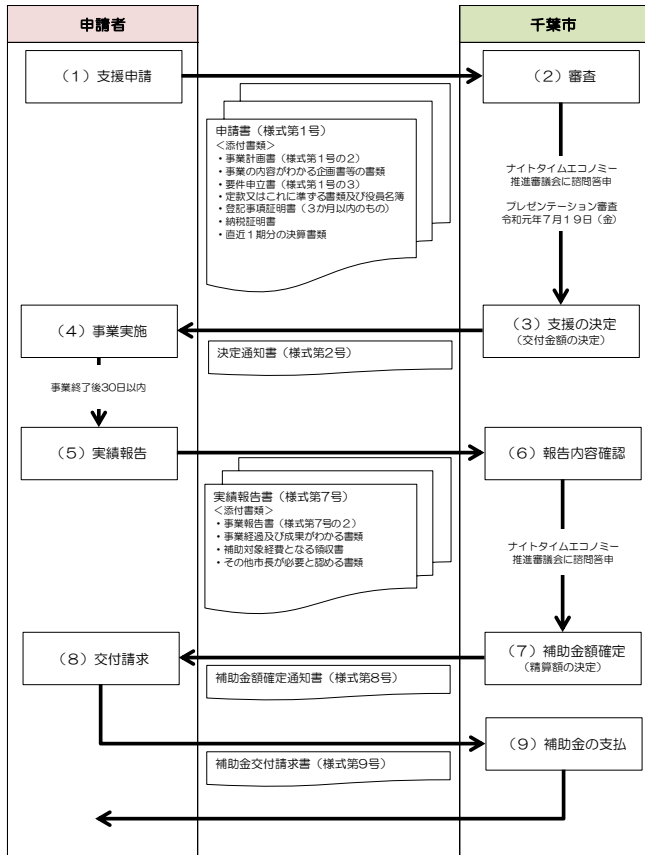 申請者
千葉市
（1）支援申請
（2）審査
申請書（様式第1号）
＜添付書類＞
・事業計画書（様式第1号の2）
・事業の内容がわかる企画書等の書類
・要件申立書（様式第1号の3）
・定款又はこれに準ずる書類及び役員名簿
・登記事項証明書（3か月以内のもの）
・納税証明書
・直近1期分の決算書類
ナイトタイムエコノミー
推進審議会に諮問答申
プレゼンテーション審査
令和元年7月19日（金）
（3）支援の決定
（交付金額の決定）
（4）事業実施
決定通知書（様式第2号）
事業終了後30日以内
（5）実績報告
（6）報告内容確認
実績報告書（様式第7号）
＜添付書類＞
・事業報告書（様式第7号の2）
・事業経過及び成果がわかる書類
・補助対象経費となる領収書
・その他市長が必要と認める書類
ナイトタイムエコノミー
推進審議会に諮問答申
（7）補助金額確定
（精算額の決定）
（8）交付請求
補助金額確定通知書（様式第8号）
（9）補助金の支払
補助金交付請求書（様式第9号）